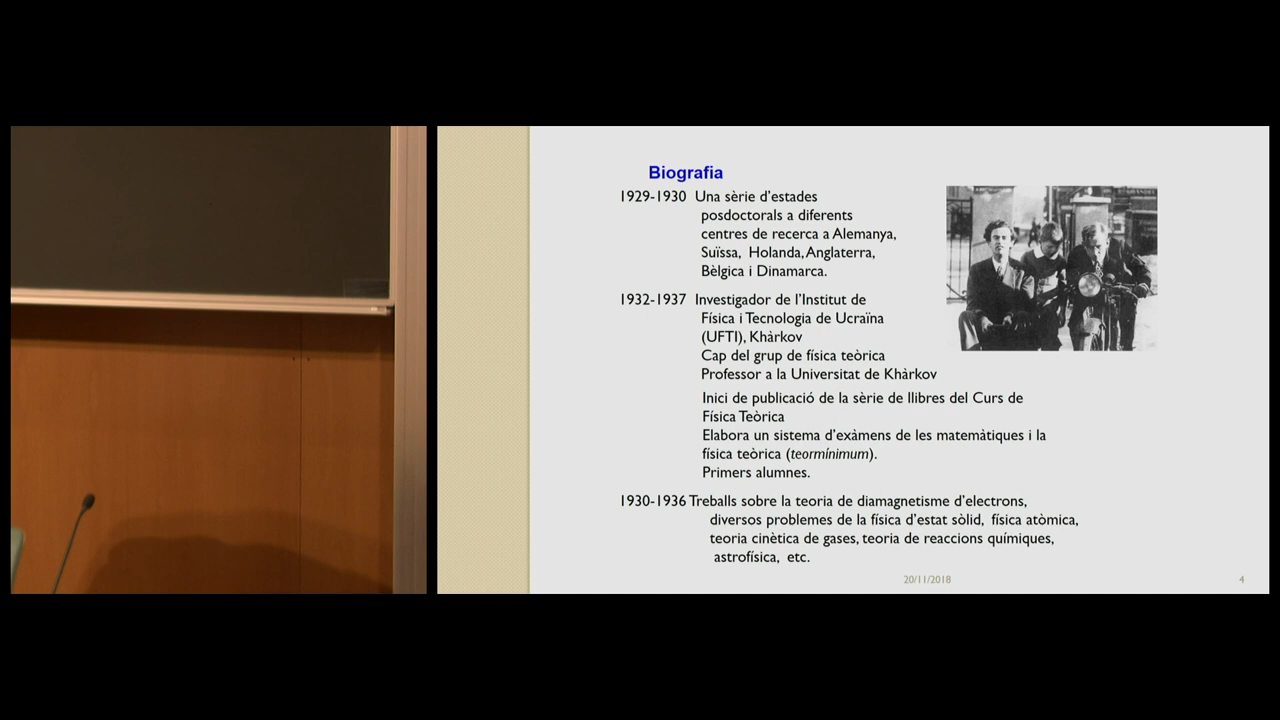 Biografia
1929-1930 Una sèrie d'estades
posdoctorals a diferents
centres de recerca a Alemanya,
Suïssa, Holanda, Anglaterra,
Bèlgica i Dinamarca.
1932-1937 Investigador de l'Institut de
Física i Tecnologia de Ucraïna
(UFTI), Khàrkov
Cap del grup de física teòrica
Professor a la Universitat de Khàrkov
Inici de publicació de la sèrie de llibres del Curs de
Física Teòrica
Elabora un sistema d'exàmens de les matemàtiques i la
física teòrica (teormínimum).
Primers alumnes.
1930-1936 Treballs sobre la teoria de diamagnetisme d'electrons,
diversos problemes de la física d'estat sòlid, física atòmica,
teoria cinètica de gases, teoria de reaccions químiques,
astrofísica, etc.
20/11/2018
4